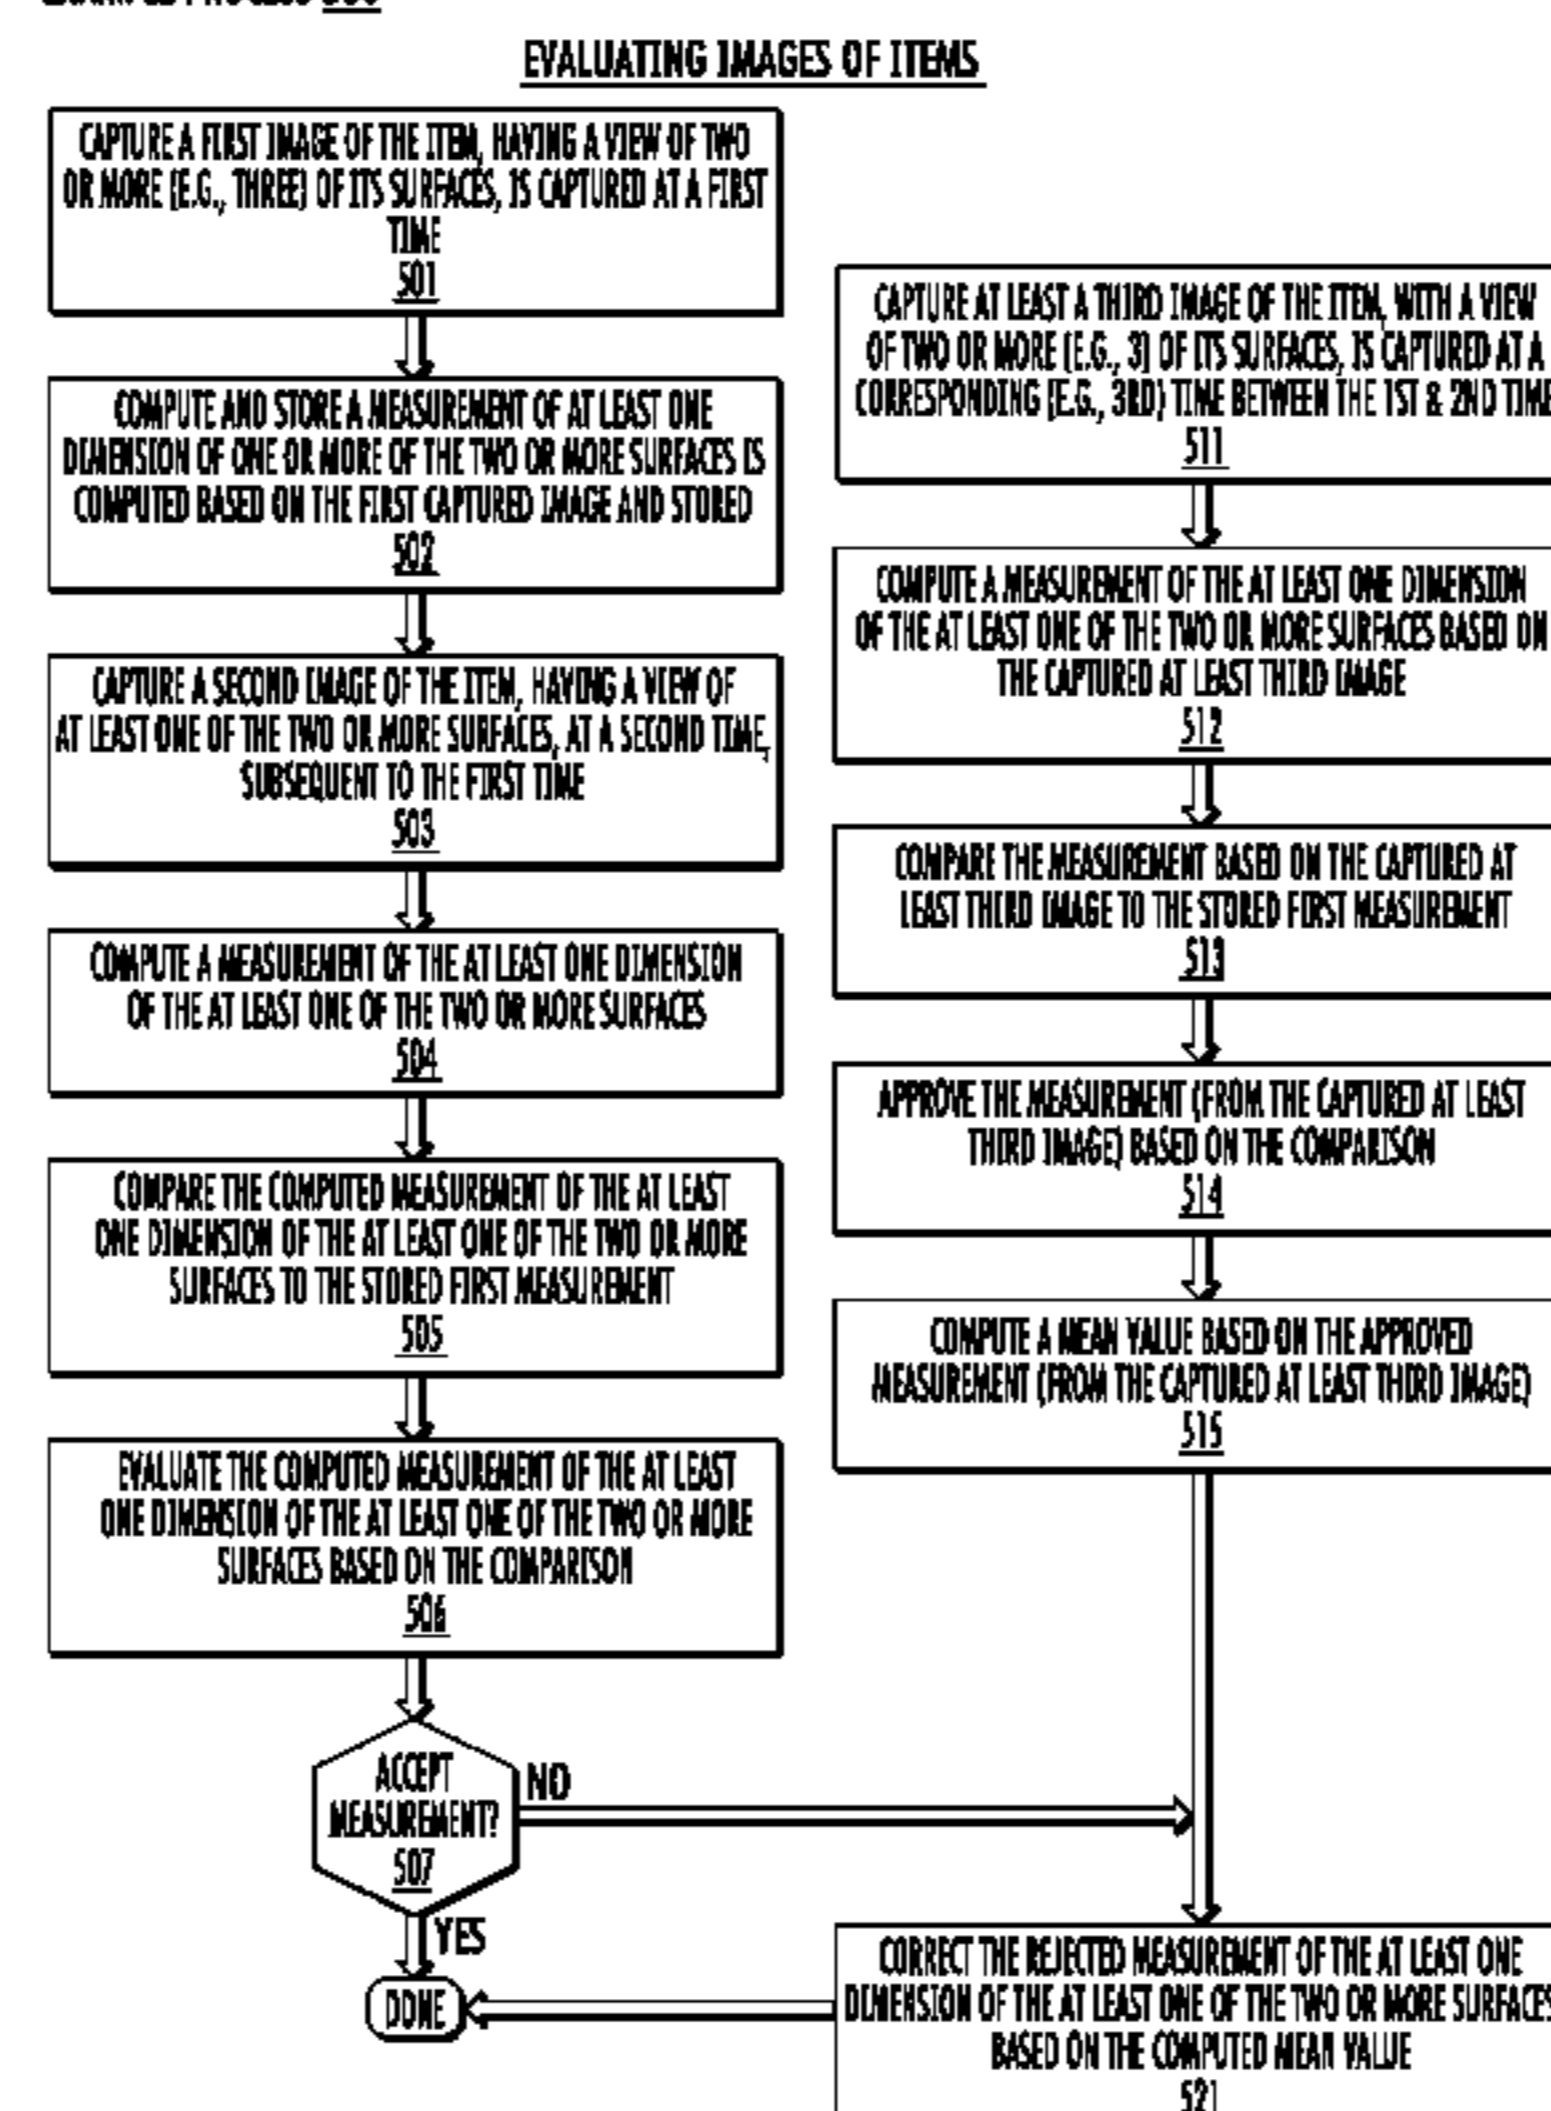 EVALUATING IMAGES OF ITEMS
CAPTURE A FIRST IMAGE OF THE ITEM, HAVING A VIEW OF TWO
OR MORE (E.G., THREE) OF ITS SURFACES, IS CAPTURED AT A FIRST
TIME
501
COMPUTE AND STORE A MEASUREMENT OF AT LEAST ONE
DIMENSION OF ONE OR MORE OF THE TWO OR MORE SURFACES IS
COMPUTED BASED ON THE FIRST CAPTURED IMAGE AND STORED
502
CAPTURE A SECOND IMAGE OF THE ITEM, HAVING A VIEW OF
AT LEAST ONE OF THE TWO OR MORE SURFACES, AT A SECOND TIME,
SUBSEQUENT TO THE FIRST TIME
503
COMPUTE A MEASUREMENT OF THE AT LEAST ONE DIMENSION
OF THE AT LEAST ONE OF THE TWO OR MORE SURFACES
504
COMPARE THE COMPUTED MEASUREMENT OF THE AT LEAST
ONE DIMENSION OF THE AT LEAST ONE OF THE TWO OR MORE
SURFACES TO THE STORED FIRST MEASUREMENT
505
EVALUATE THE COMPUTED MEASUREMENT OF THE AT LEAST
ONE DIMENSION OF THE AT LEAST ONE OF THE TWO OR MORE
SURFACES BASED ON THE COMPARISON
506
ACCEPT
MEASUREMENT?
507
NO
YES
DONE
CAPTURE AT LEAST A THIRD IMAGE OF THE ITEM, WITH A VIEW
OF TWO OR MORE (E.G., 3) OF ITS SURFACES, IS CAPTURED AT A
CORRESPONDING (E.G., 3RD) TIME BETWEEN THE 1ST & 2ND TIME
511
COMPUTE A MEASUREMENT OF THE AT LEAST ONE DIMENSION
OF THE AT LEAST ONE OF THE TWO OR MORE SURFACES BASED ON
THE CAPTURED AT LEAST THIRD IMAGE
512
COMPARE THE MEASUREMENT BASED ON THE CAPTURED AT
LEAST THIRD IMAGE TO THE STORED FIRST MEASUREMENT
513
APPROVE THE MEASUREMENT (FROM THE CAPTURED AT LEAST
THIRD IMAGE) BASED ON THE COMPARISON
514
COMPUTE A MEAN VALUE BASED ON THE APPROVED
MEASUREMENT (FROM THE CAPTURED AT LEAST THIRD IMAGE)
515
CORRECT THE REJECTED MEASUREMENT OF THE AT LEAST ONE
DIMENSION OF THE AT LEAST ONE OF THE TWO OR MORE SURFACES
BASED ON THE COMPUTED MEAN VALUE
521